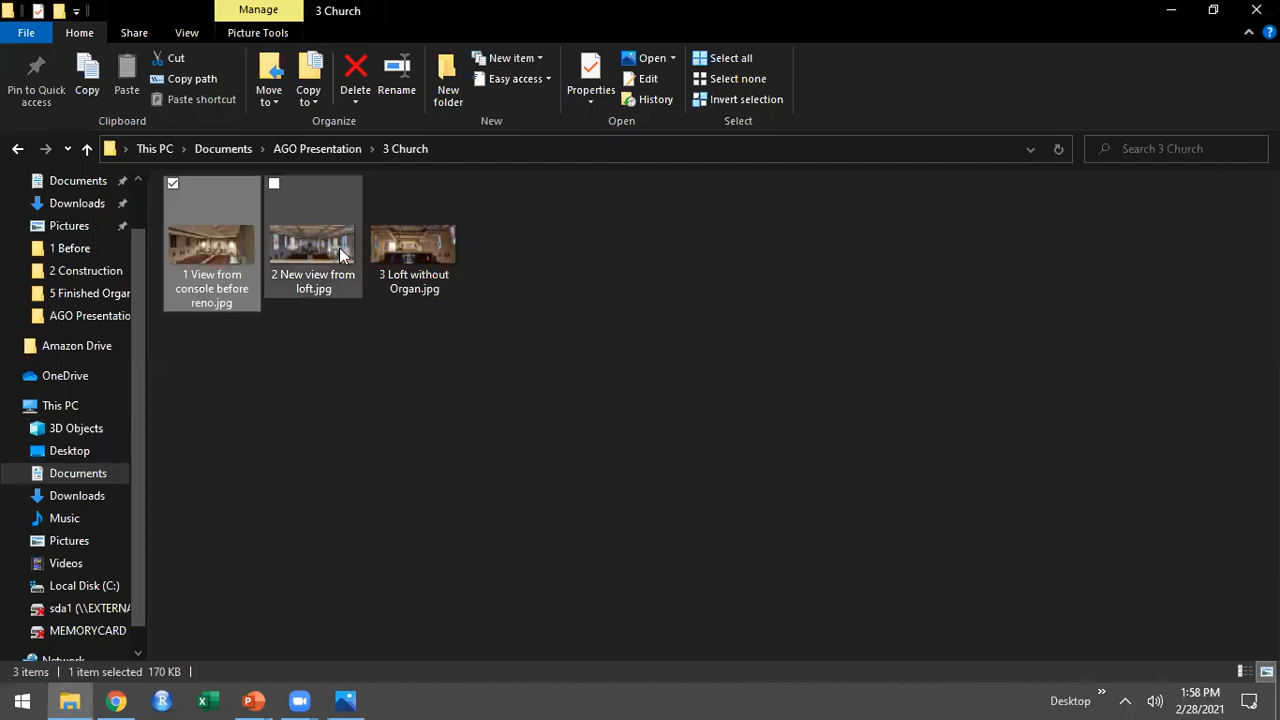 Manage
3 Church
File
Home
Share
View
Picture Tools
Pin to Quick
access
Copy
Paste
Cut
Copy path
Paste shortcut
Clipboard
Move
to
Copy
to
Delete
Rename
Organize
New
folder
New item
Easy access
New
Properties
Open
Edit
History
Open
Select all
Select none
Invert selection
Select
This PC > Documents > AGO Presentation > 3 Church
Search 3 Church
Documents
Downloads
Pictures
1 Before
2 Construction
5 Finished Organ
AGO Presentatio
Amazon Drive
OneDrive
This PC
3D Objects
Desktop
Documents
Downloads
Music
Pictures
Videos
Local Disk (C:)
sda1 (\\EXTERNA
MEMORYCARD
Network
1 View from
console before
reno.jpg
2 New view from
loft.jpg
3 Loft without
Organ.jpg
3 items
1 item selected 170 KB
Desktop
1:58 PM
2/28/2021